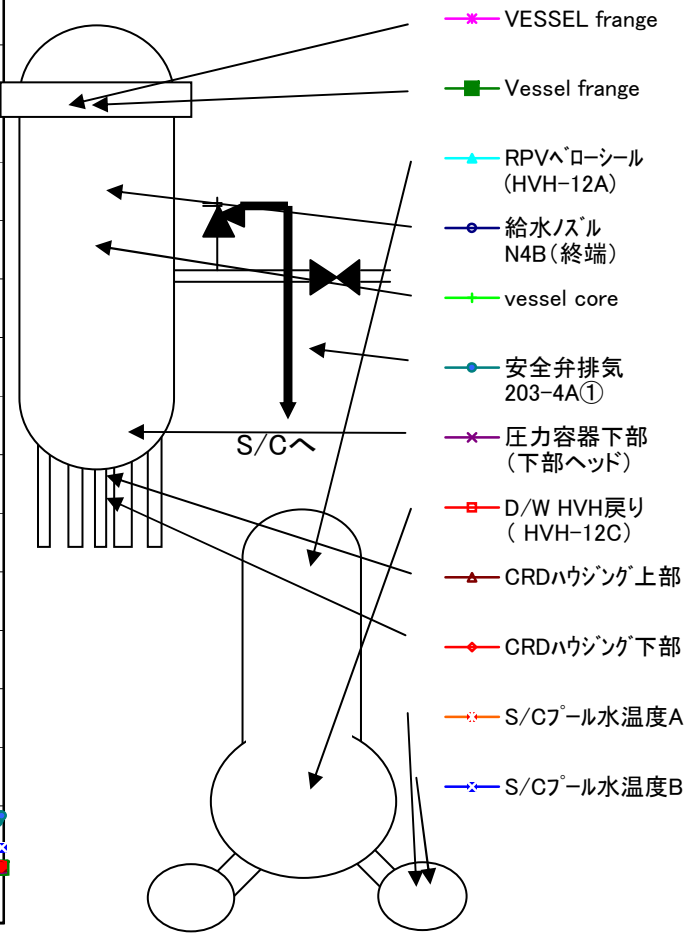 VESSEL frange
Vessel frange
RPVベローシール
(HVH-12A)
給水ノズル
N4B(終端)
vessel core
安全弁排気
203-4A①
圧力容器下部
(下部ヘッド)
D/W HVH戻り
( HVH-12C)
CRDハウジング上部
CRDハウジング下部
S/Cプール水温度A
S/Cプール水温度B
S/Cへ